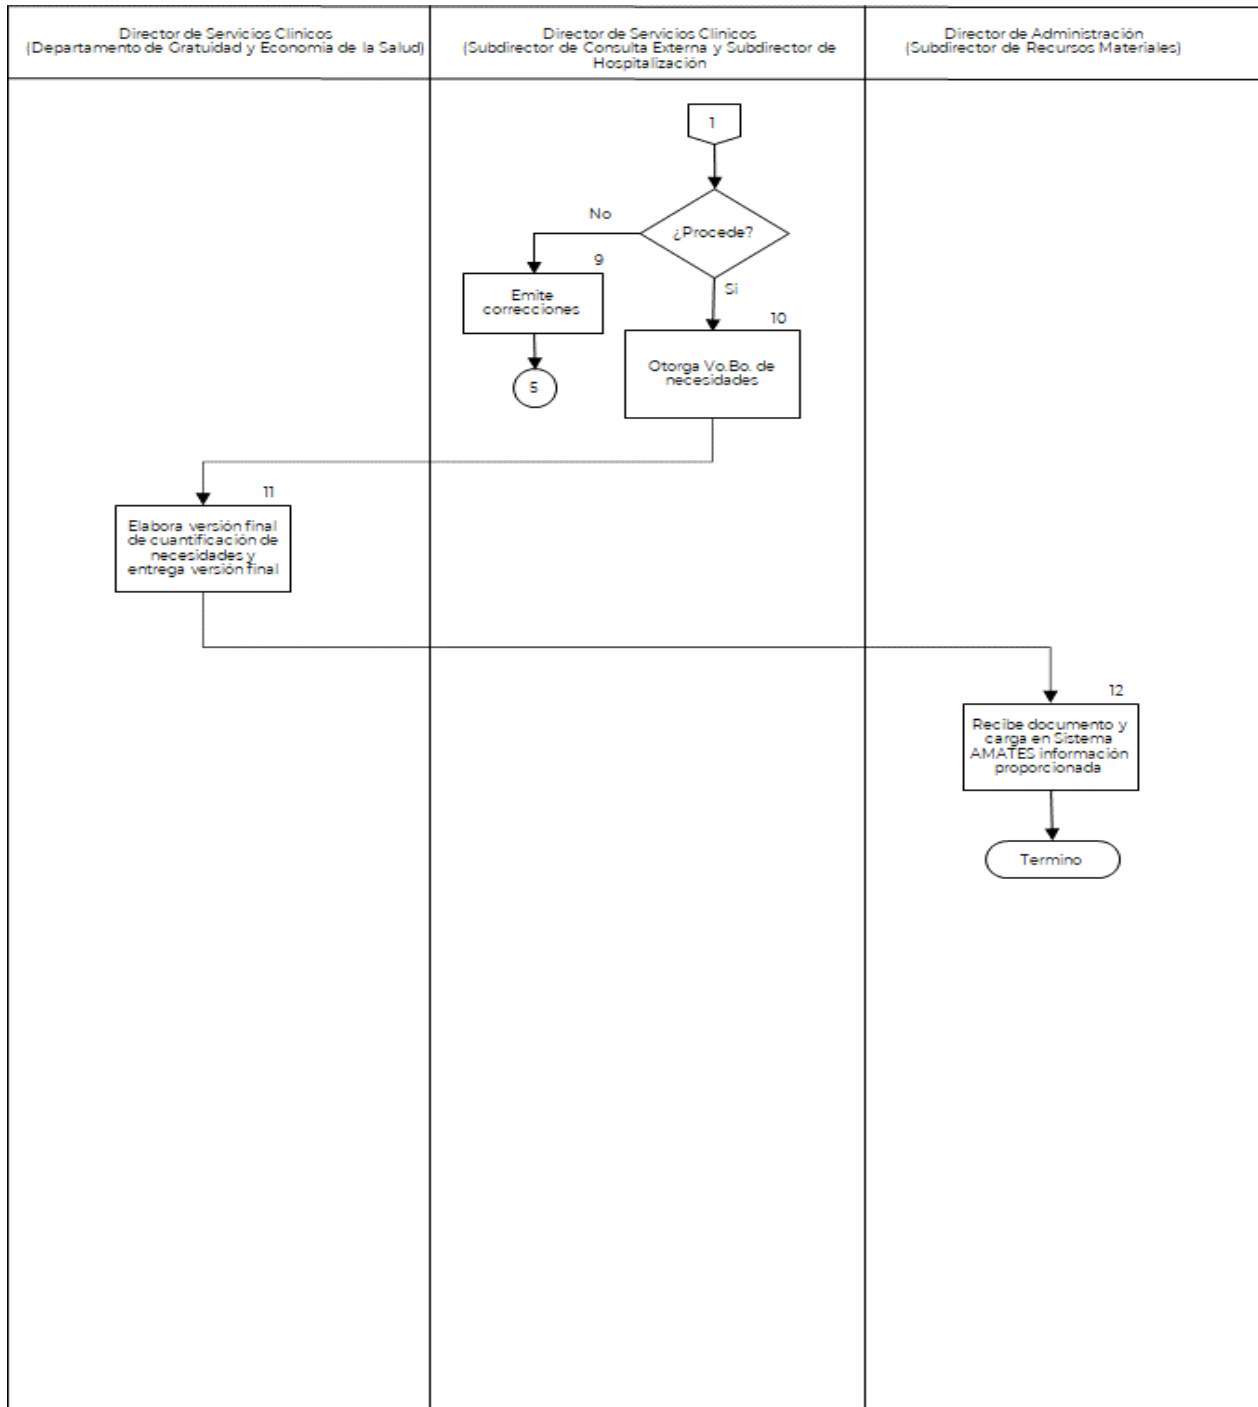 Director de Servicios Clínicos
(Departamento de Gratuidad y Economía de la Salud)
Director de Servicios Clínicos
(Subdirector de Consulta Externa y Subdirector de
Hospitalización
Director de Administración
(Subdirector de Recursos Materiales)
1
¿Procede?
No
Si
9
Emite
correcciones
5
10
Otorga Vo.Bo. de
necesidades
11
Elabora versión final
de cuantificación de
necesidades y
entrega versión final
12
Recibe documento y
carga en Sistema
AMATES información
proporcionada
Termino